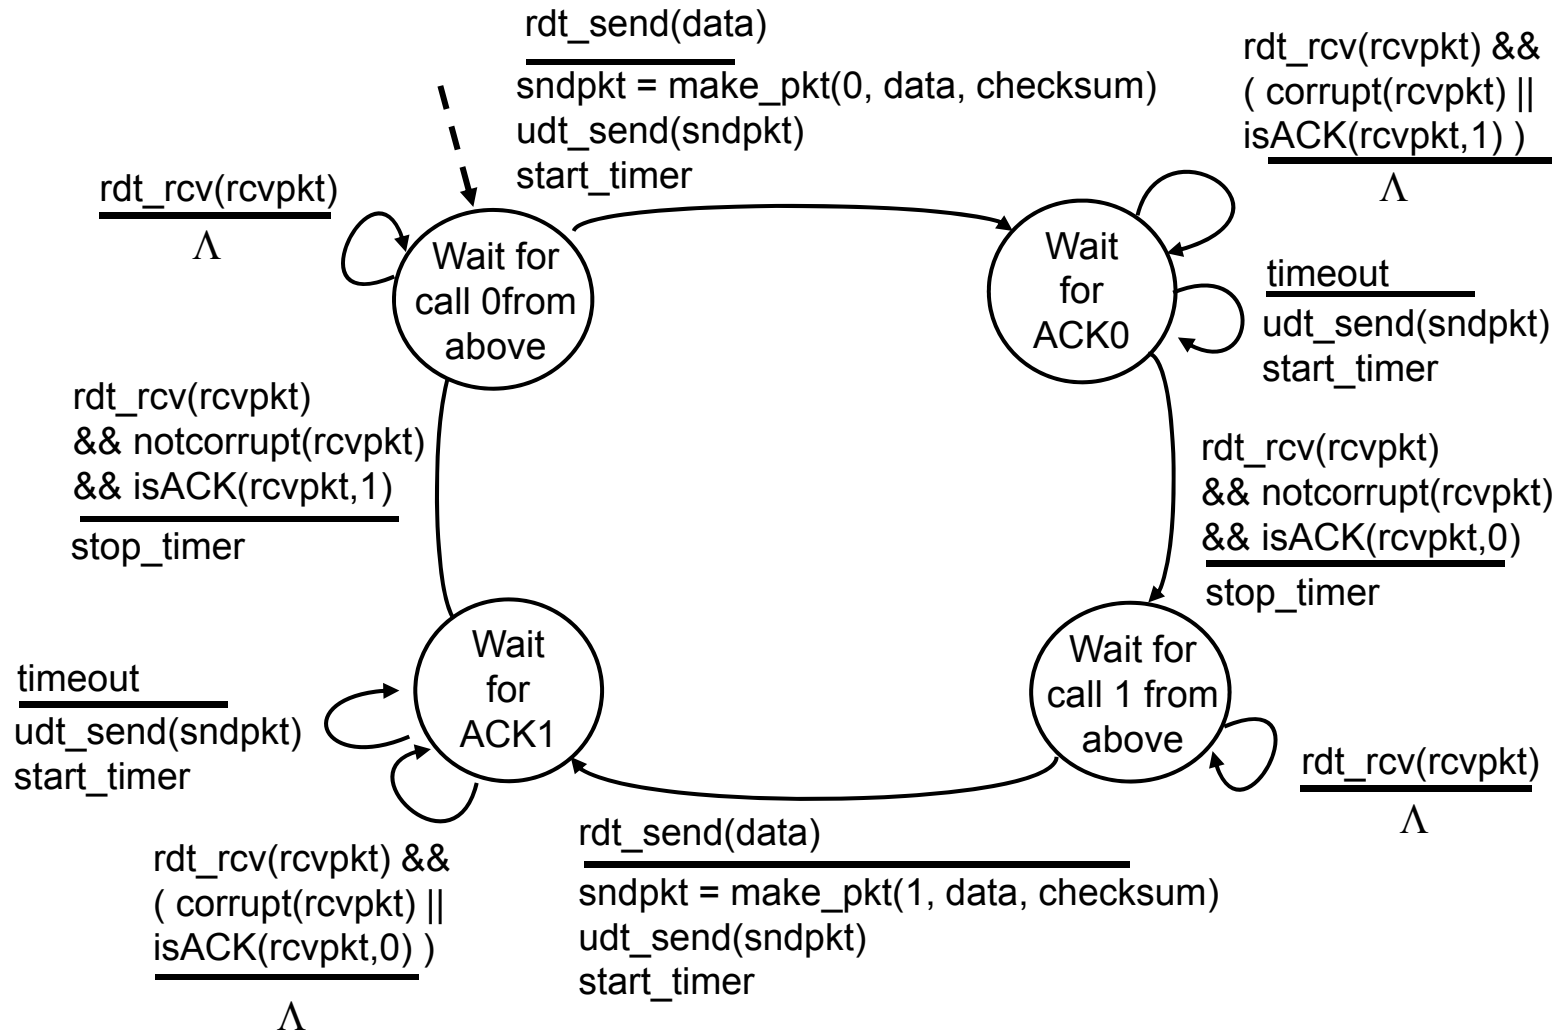 rdt_send(data)
sndpkt = make_pkt(0, data, checksum)
udt_send(sndpkt)
start_timer
rdt_rcv(rcvpkt) &&
( corrupt(rcvpkt) ||
isACK(rcvpkt,1) )
Λ
rdt_rcv(rcvpkt)
Λ
Wait for
call 0from
above
Wait
for
ACK0
timeout
udt_send(sndpkt)
start_timer
rdt_rcv(rcvpkt)
&& notcorrupt(rcvpkt)
&& isACK(rcvpkt,1)
stop_timer
rdt_rcv(rcvpkt)
&& notcorrupt(rcvpkt)
&& isACK(rcvpkt,0)
stop_timer
Wait
for
ACK1
Wait for
call 1 from
above
timeout
udt_send(sndpkt)
start_timer
rdt_rcv(rcvpkt)
Λ
rdt_rcv(rcvpkt) &&
( corrupt(rcvpkt) ||
isACK(rcvpkt,0) )
Λ
rdt_send(data)
sndpkt = make_pkt(1, data, checksum)
udt_send(sndpkt)
start_timer